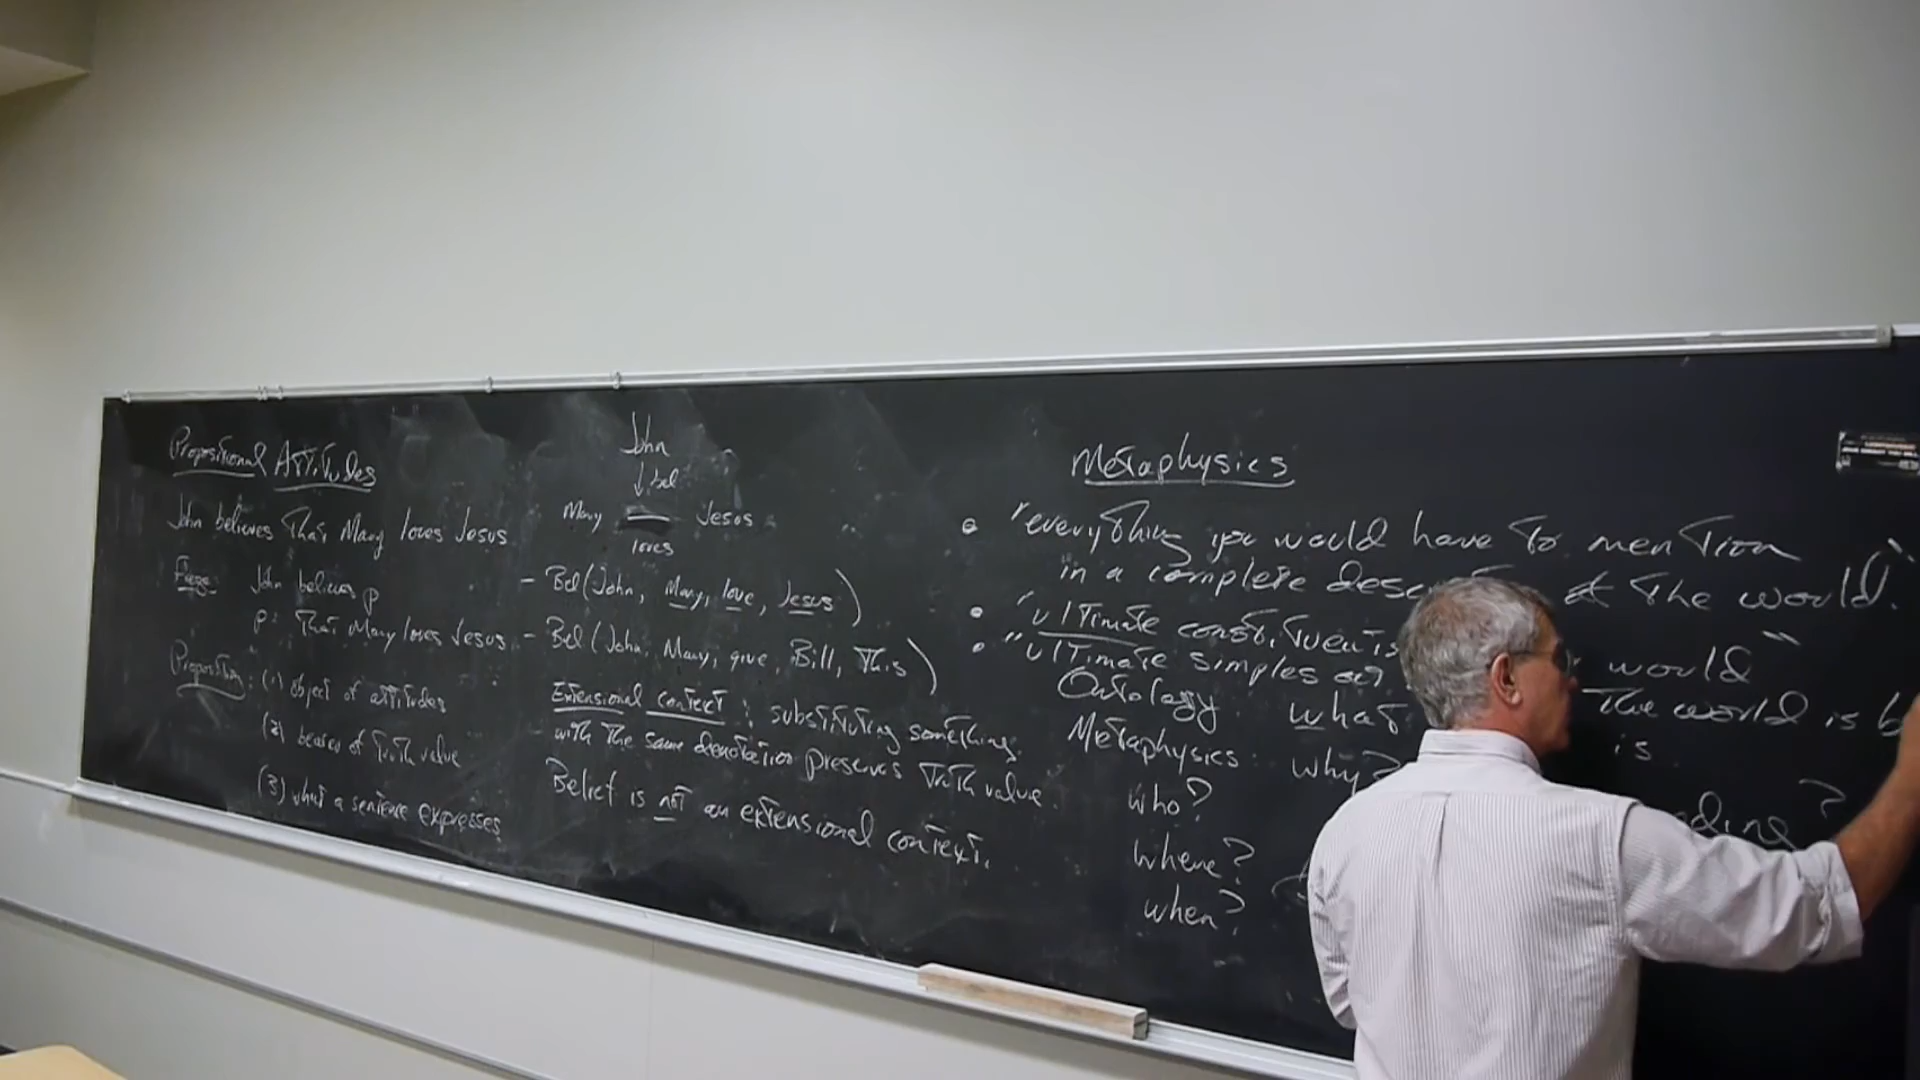 Propositional Attitudes
John believes that Mary loves Jesus
Frege: John believes p
p: that Mary loves Jesus
Proposition: (1) object of attitudes
(2) bearer of truth value
(3) what a sentence expresses
John
bel
Mary Jesus
loves
- Bel(John, Mary, love, Jesus)
- Bel(John, Mary, give, Bill, This)
Extensional context: substituting something
with the same denotation preserves truth value.
Belief is not an extensional context.
Metaphysics
• "everything you would have to mention
in a complete of the world."
• "ultimate constituents world"
• "ultimate simples The world is
Ontology: what is.
Metaphysics: why?
who?
where?
when?